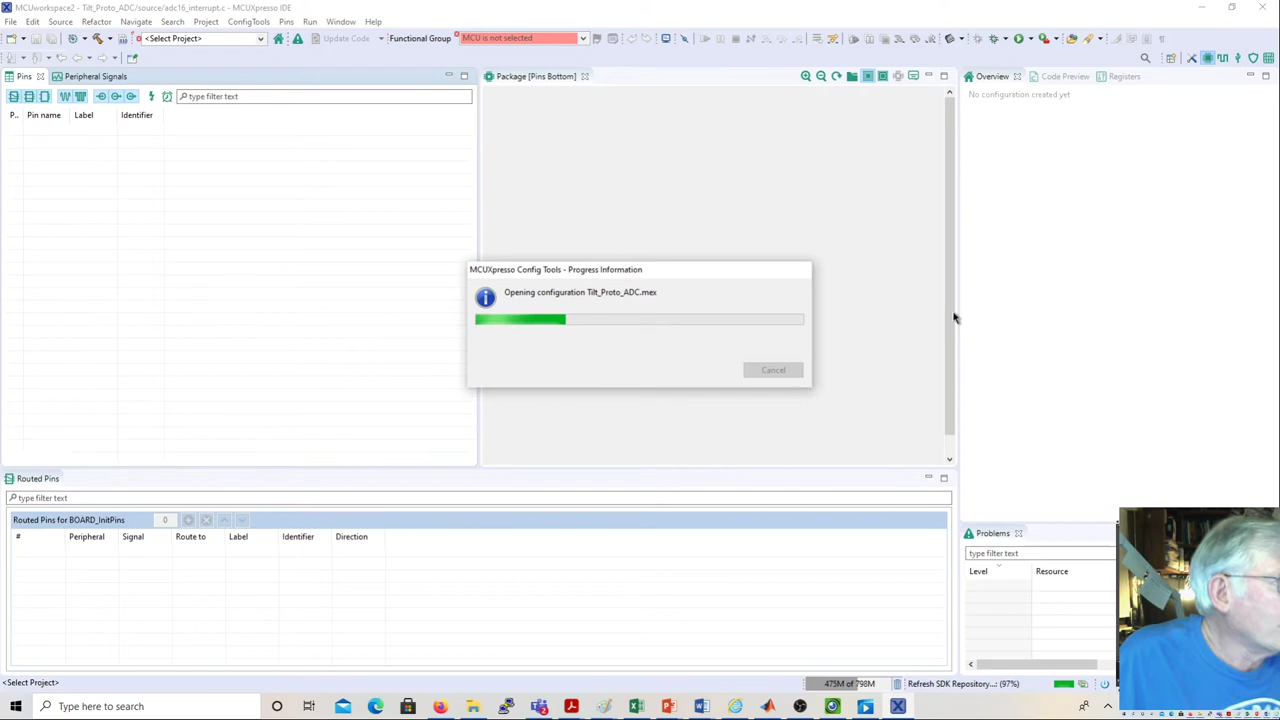 MCUworkspace2 - Tilt_Proto_ADC/source/adc16_interrupt.c - MCUXpresso IDE
File Edit Source Refactor Navigate Search Project ConfigTools Pins Run Window Help
<Select Project> Update Code Functional Group MCU is not selected
Pins Peripheral Signals
type filter text
P.. Pin name Label Identifier
Package [Pins Bottom]
Overview Code Preview Registers
No configuration created yet
MCUXpresso Config Tools - Progress Information
Opening configuration Tilt_Proto_ADC.mex
Cancel
Routed Pins
type filter text
Routed Pins for BOARD_InitPins 0
# Peripheral Signal Route to Label Identifier Direction
Problems
type filter text
Level Resource
<Select Project>
475M of 798M
Refresh SDK Repository...: (97%)
Type here to search